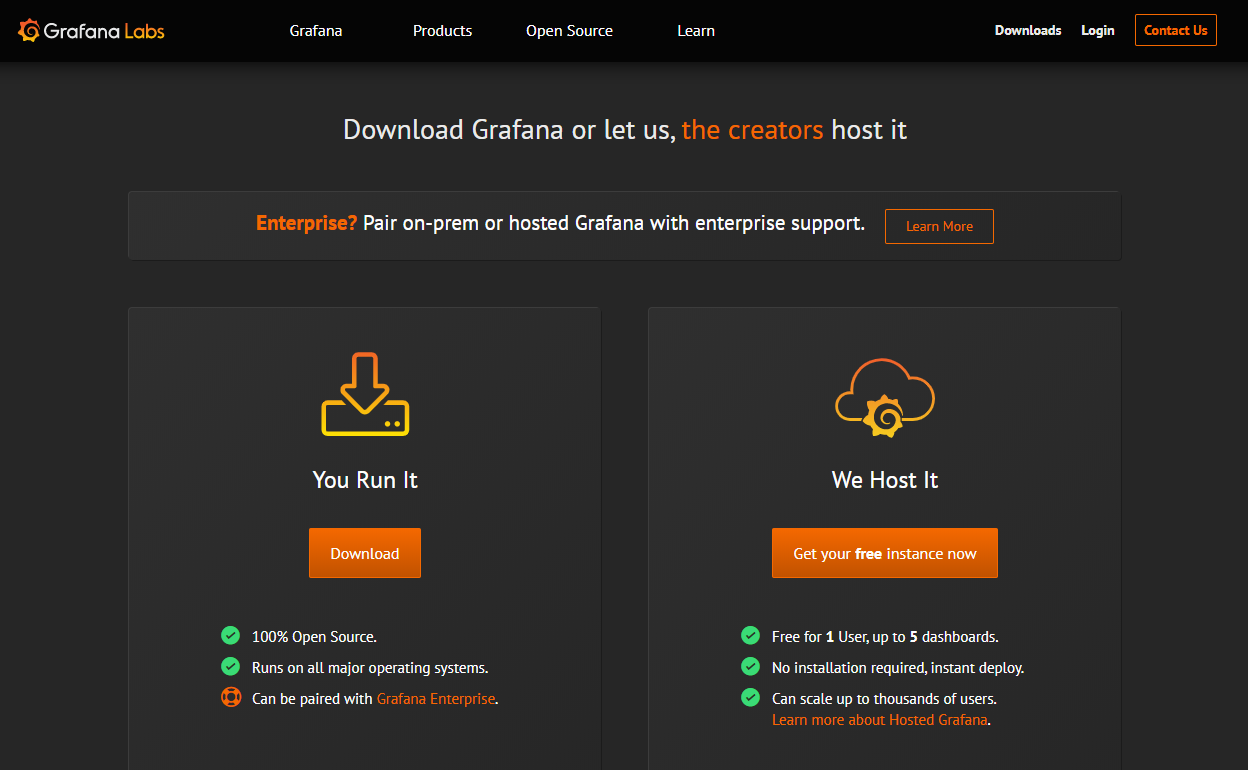 Grafana Labs
Grafana
Products
Open Source
Learn
Downloads
Login
Contact Us
Download Grafana or let us, the creators host it
Enterprise? Pair on-prem or hosted Grafana with enterprise support.
Learn More
You Run It
Download
100% Open Source.
Runs on all major operating systems.
Can be paired with Grafana Enterprise.
We Host It
Get your free instance now
Free for 1 User, up to 5 dashboards.
No installation required, instant deploy.
Can scale up to thousands of users.
Learn more about Hosted Grafana.